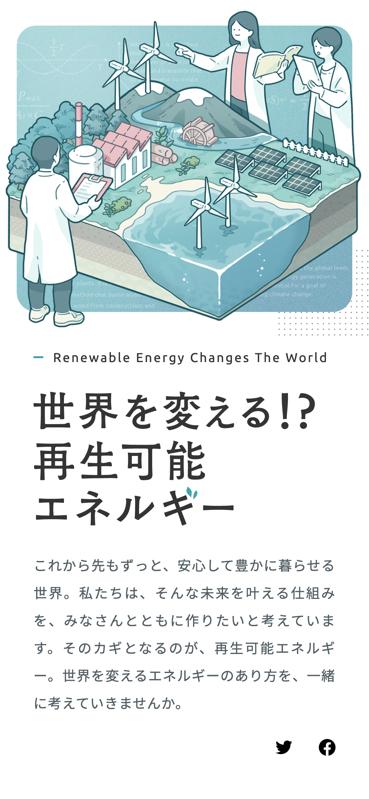 Renewable Energy Changes The World
世界を変える!?
再生可能
エネルギー
これから先もずっと、安心して豊かに暮らせる
世界。私たちは、そんな未来を叶える仕組み
を、みなさんとともに作りたいと考えていま
す。そのカギとなるのが、再生可能エネルギ
ー。世界を変えるエネルギーのあり方を、一緒
に考えていきませんか。